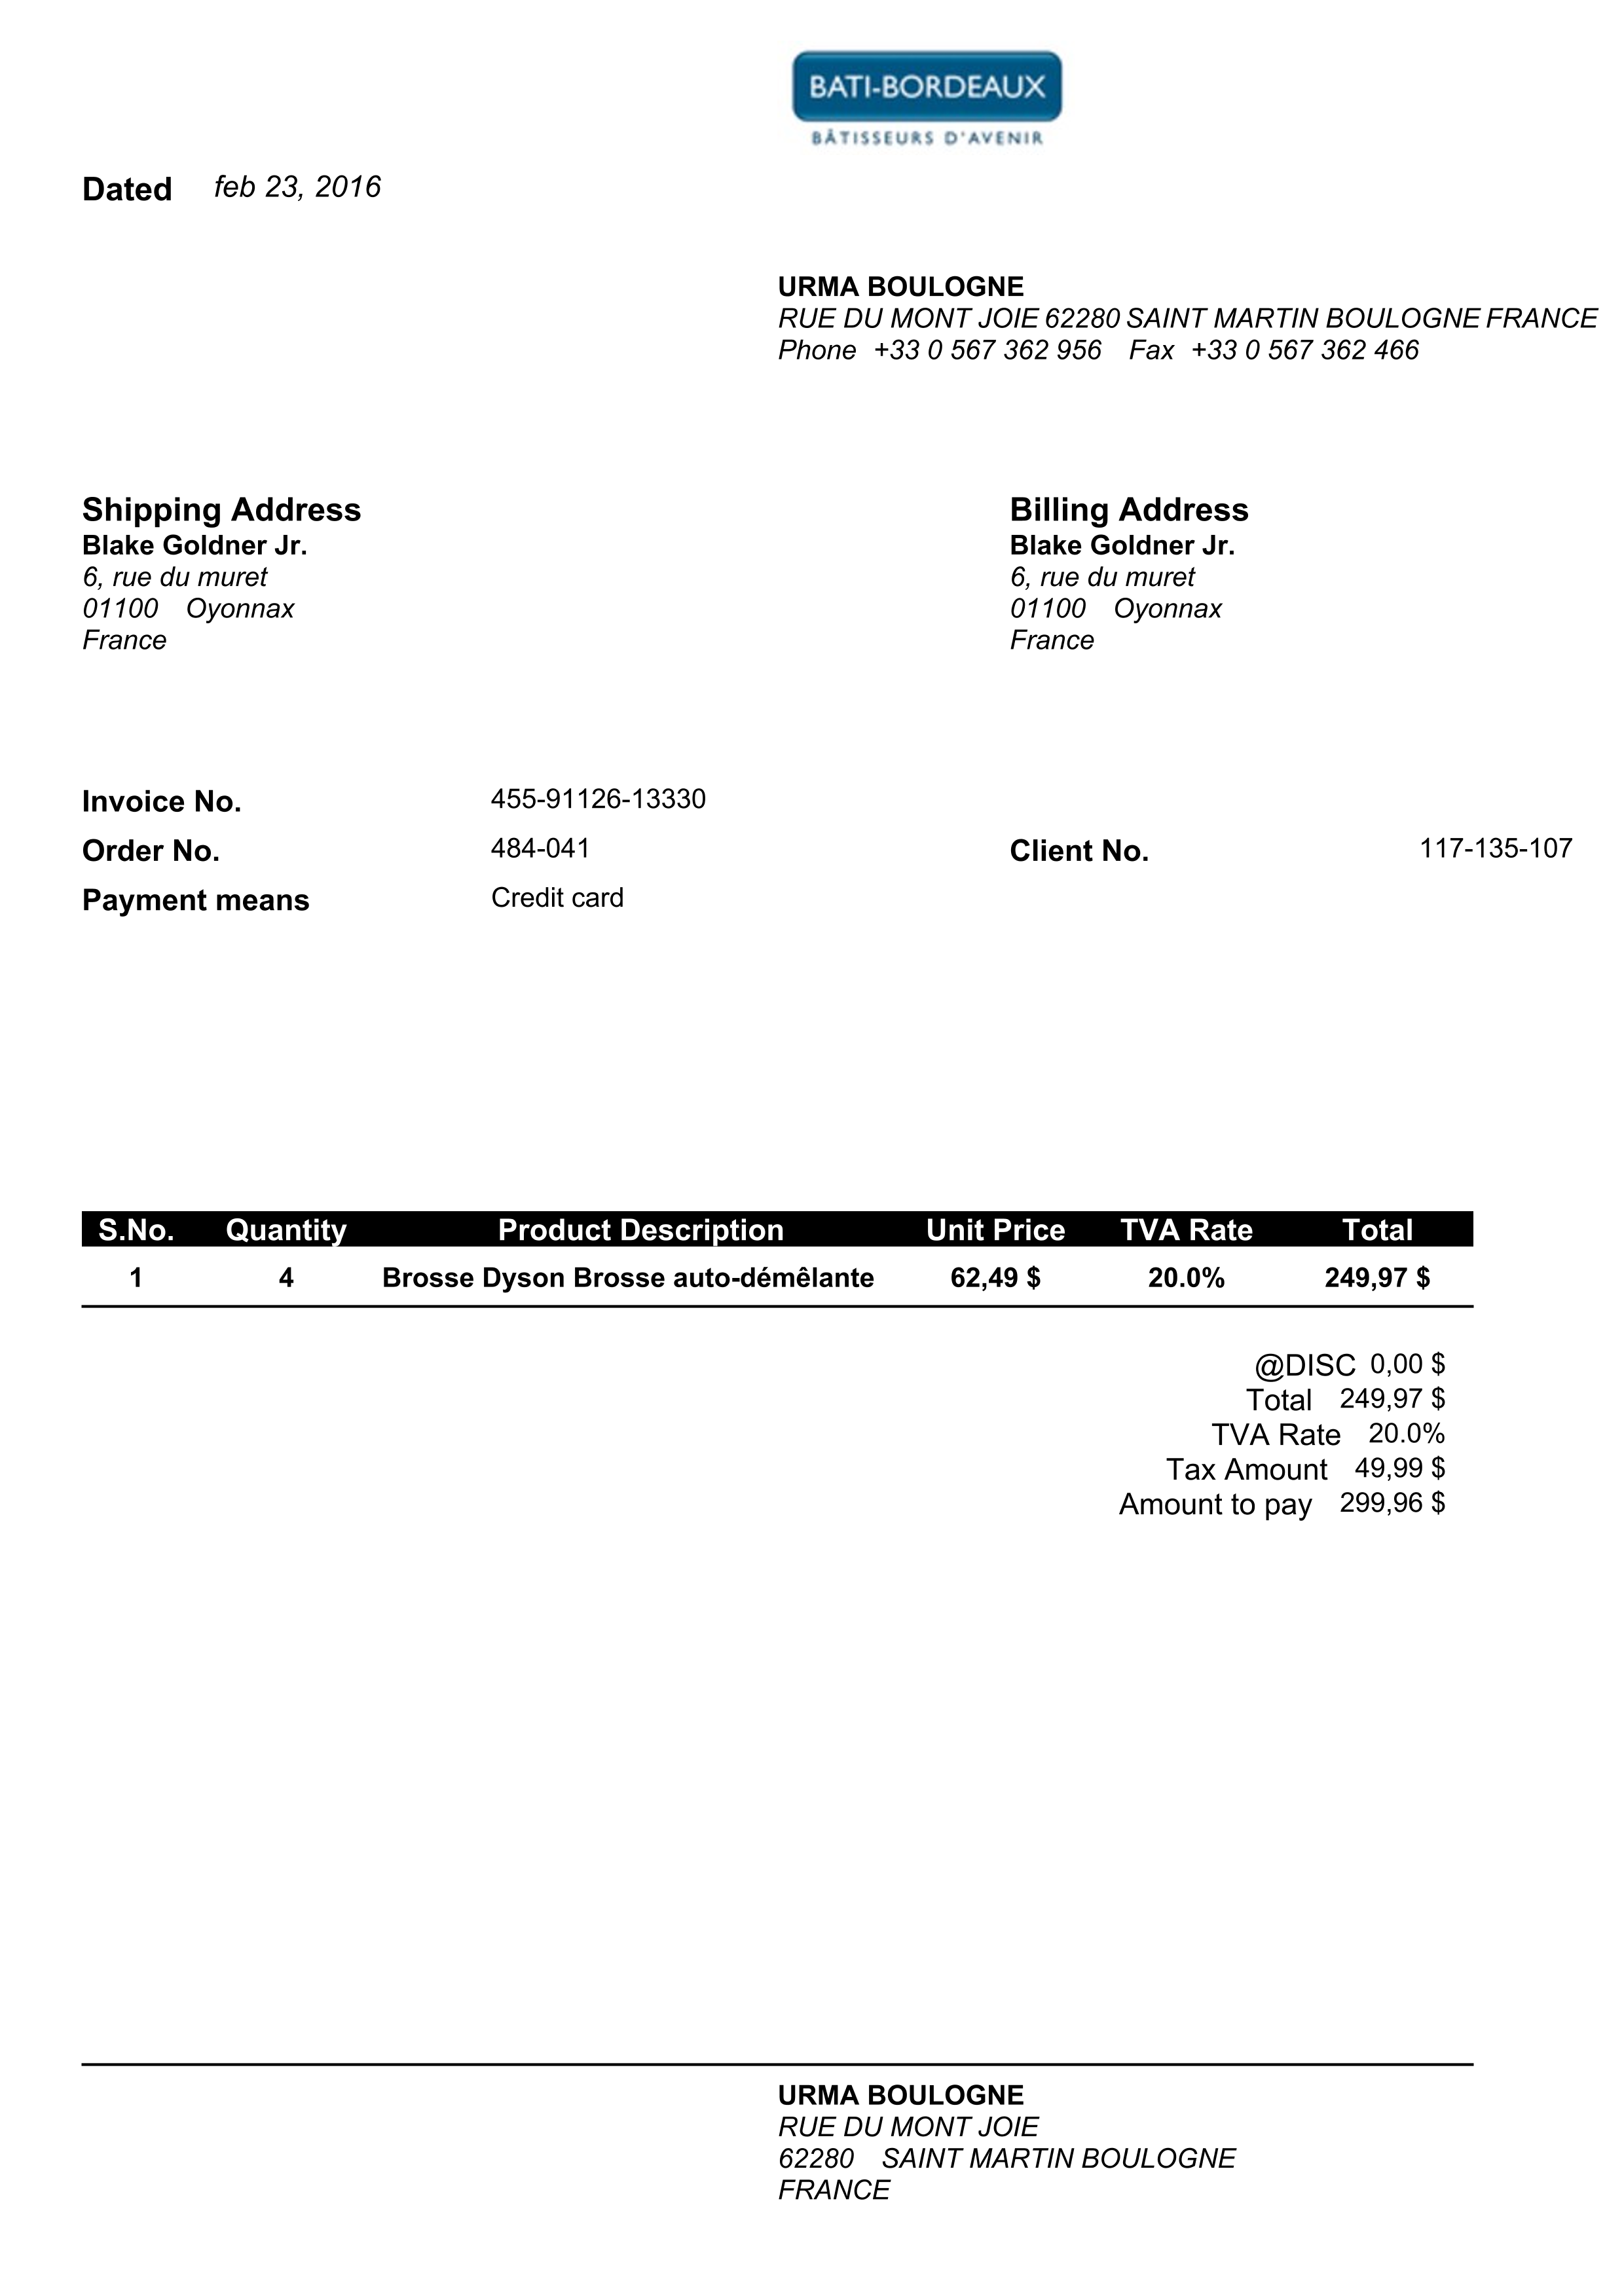 BATI-BORDEAUX
BÂTISSEURS D'AVENIR
Dated feb 23, 2016
URMA BOULOGNE
RUE DU MONT JOIE 62280 SAINT MARTIN BOULOGNE FRANCE
Phone +33 0 567 362 956 Fax +33 0 567 362 466
Shipping Address
Blake Goldner Jr.
6, rue du muret
01100 Oyonnax
France
Billing Address
Blake Goldner Jr.
6, rue du muret
01100 Oyonnax
France
Invoice No. 455-91126-13330
Order No. 484-041 Client No. 117-135-107
Payment means Credit card
S.No. Quantity Product Description Unit Price TVA Rate Total
1 4 Brosse Dyson Brosse auto-démêlante 62,49 $ 20.0% 249,97 $
@DISC 0,00 $
Total 249,97 $
TVA Rate 20.0%
Tax Amount 49,99 $
Amount to pay 299,96 $
URMA BOULOGNE
RUE DU MONT JOIE
62280 SAINT MARTIN BOULOGNE
FRANCE